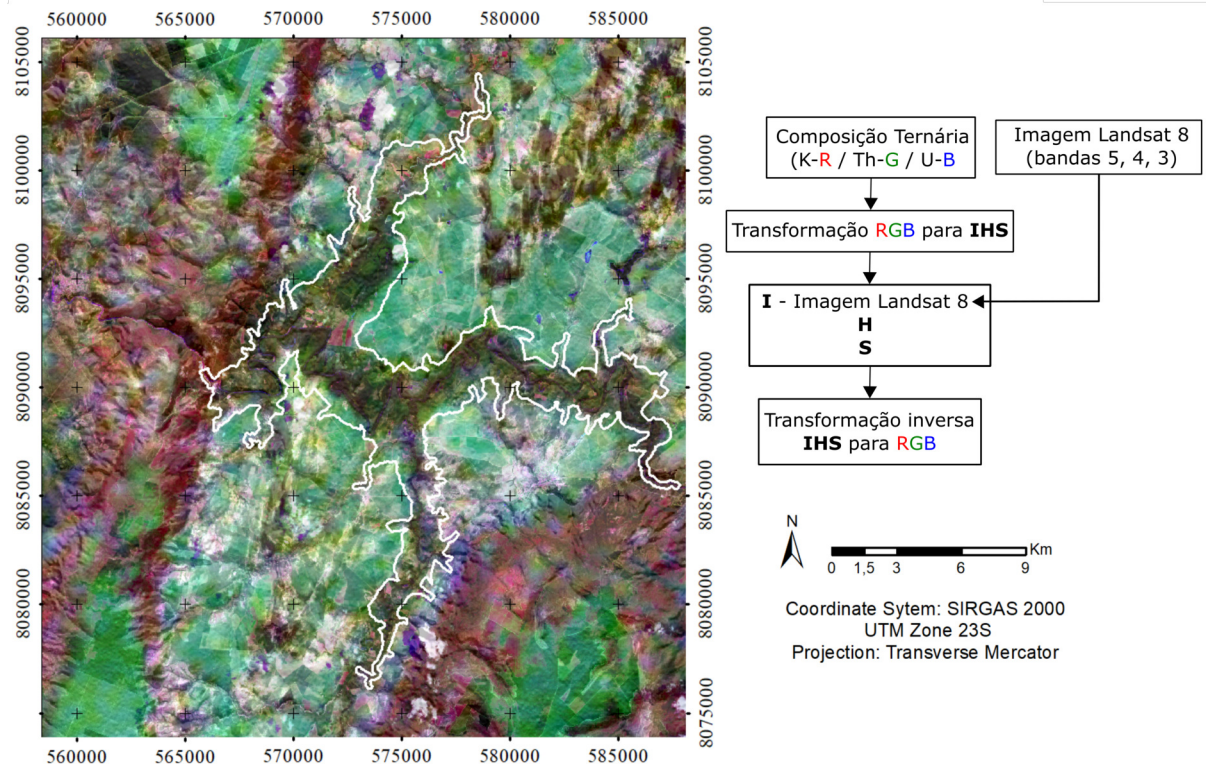 560000 565000 570000 575000 580000 585000
8105000
8100000
8095000
8090000
8085000
8080000
8075000
8105000
8100000
8095000
8090000
8085000
8080000
8075000
560000 565000 570000 575000 580000 585000
Composição Ternária
(K-R / Th-G / U-B
Imagem Landsat 8
(bandas 5, 4, 3)
Transformação RGB para IHS
I - Imagem Landsat 8
H
S
Transformação inversa
IHS para RGB
N
Km
0 1,5 3 6 9
Coordinate Sytem: SIRGAS 2000
UTM Zone 23S
Projection: Transverse Mercator